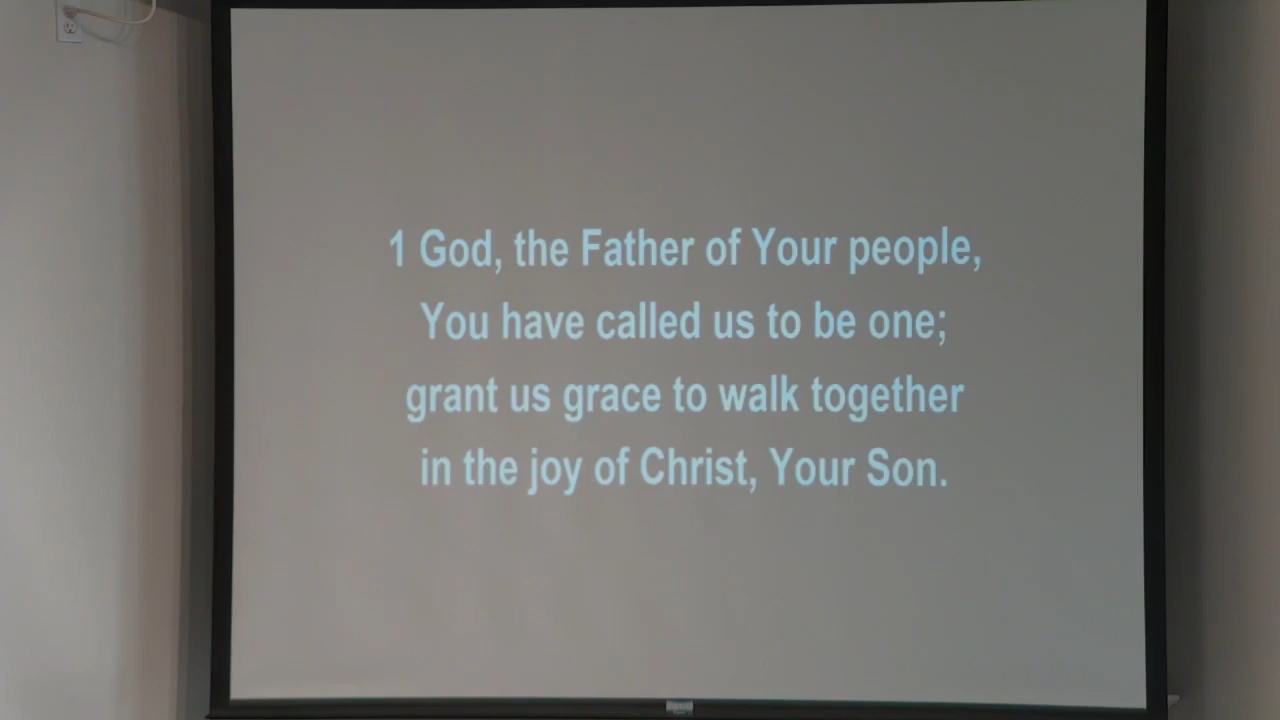 1 God, the Father of Your people,
You have called us to be one;
grant us grace to walk together
in the joy of Christ, Your Son.